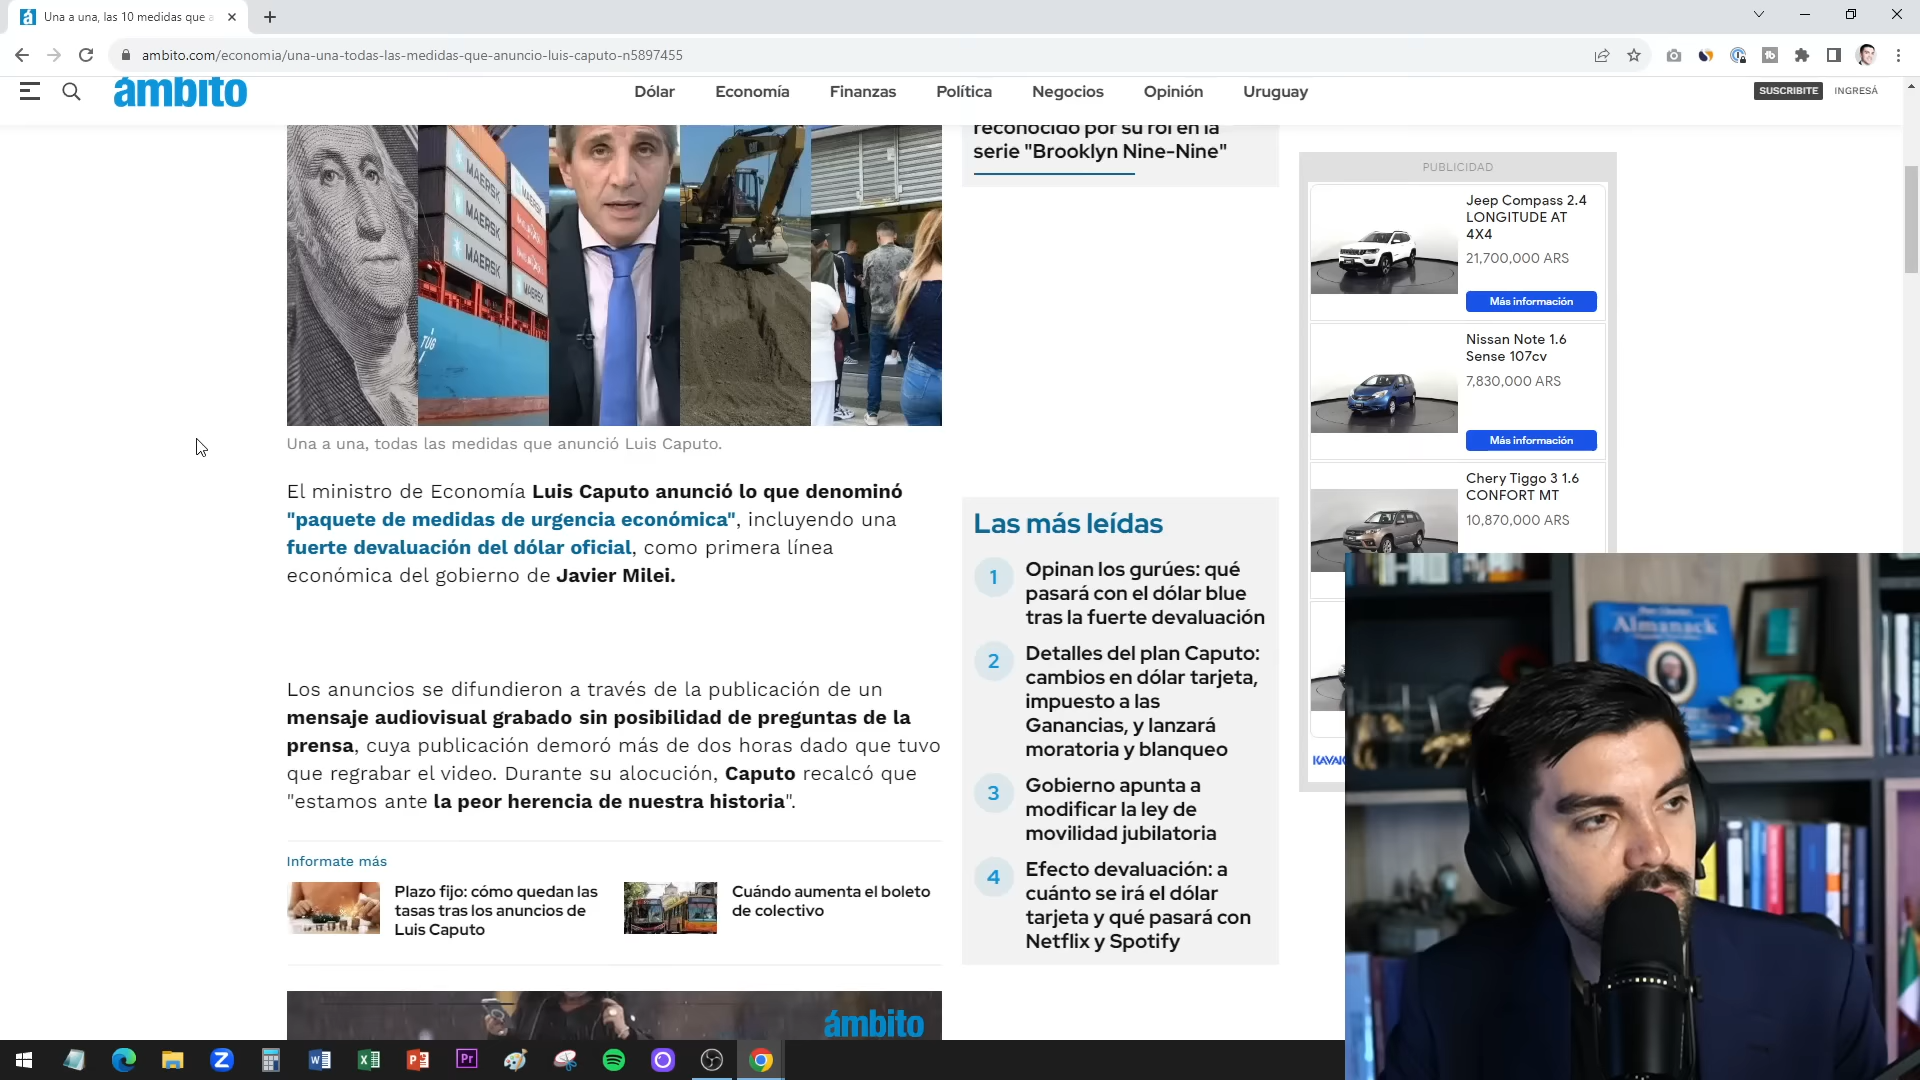 Una a una, las 10 medidas que a
ambito.com/economia/una-una-todas-las-medidas-que-anuncio-luis-caputo-n5897455
ámbito
Dólar Economía Finanzas Política Negocios Opinión Uruguay
SUSCRIBITE INGRESÁ
MAERSK
MAERSK
MAERSK
MAERSK
MAERSK
MAERSK
TUG
Una a una, todas las medidas que anunció Luis Caputo.
El ministro de Economía Luis Caputo anunció lo que denominó
"paquete de medidas de urgencia económica", incluyendo una
fuerte devaluación del dólar oficial, como primera línea
económica del gobierno de Javier Milei.
Los anuncios se difundieron a través de la publicación de un
mensaje audiovisual grabado sin posibilidad de preguntas de la
prensa, cuya publicación demoró más de dos horas dado que tuvo
que regrabar el video. Durante su alocución, Caputo recalcó que
"estamos ante la peor herencia de nuestra historia".
Informate más
Plazo fijo: cómo quedan las
tasas tras los anuncios de
Luis Caputo
Cuándo aumenta el boleto
de colectivo
ámbito
reconocido por su rol en la
serie "Brooklyn Nine-Nine"
Las más leídas
1 Opinan los gurúes: qué
pasará con el dólar blue
tras la fuerte devaluación
2 Detalles del plan Caputo:
cambios en dólar tarjeta,
impuesto a las
Ganancias, y lanzará
moratoria y blanqueo
3 Gobierno apunta a
modificar la ley de
movilidad jubilatoria
4 Efecto devaluación: a
cuánto se irá el dólar
tarjeta y qué pasará con
Netflix y Spotify
PUBLICIDAD
Jeep Compass 2.4
LONGITUDE AT
4X4
21,700,000 ARS
Más información
Nissan Note 1.6
Sense 107cv
7,830,000 ARS
Más información
Chery Tiggo 3 1.6
CONFORT MT
10,870,000 ARS
Almanack